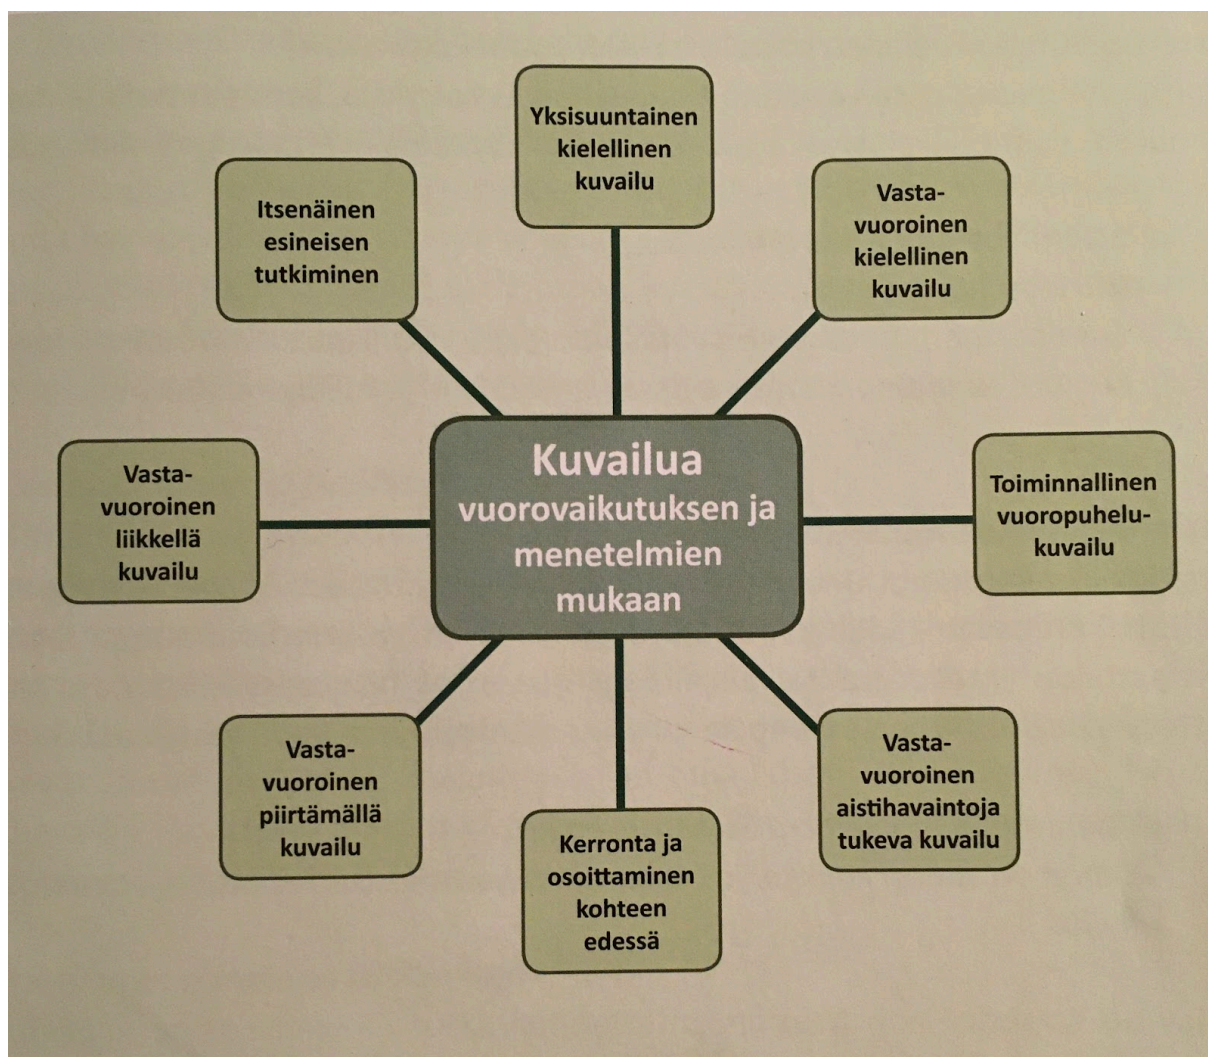 Yksisuuntainen
kielellinen
kuvailu
Vasta-
vuoroinen
kielellinen
kuvailu
Toiminnallinen
vuoropuhelu-
kuvailu
Vasta-
vuoroinen
aistihavaintoja
tukeva kuvailu
Kerronta ja
osoittaminen
kohteen
edessä
Vasta-
vuoroinen
piirtämällä
kuvailu
Vasta-
vuoroinen
liikkellä
kuvailu
Itsenäinen
esineisen
tutkiminen
Kuvailua
vuorovaikutuksen ja
menetelmien
mukaan